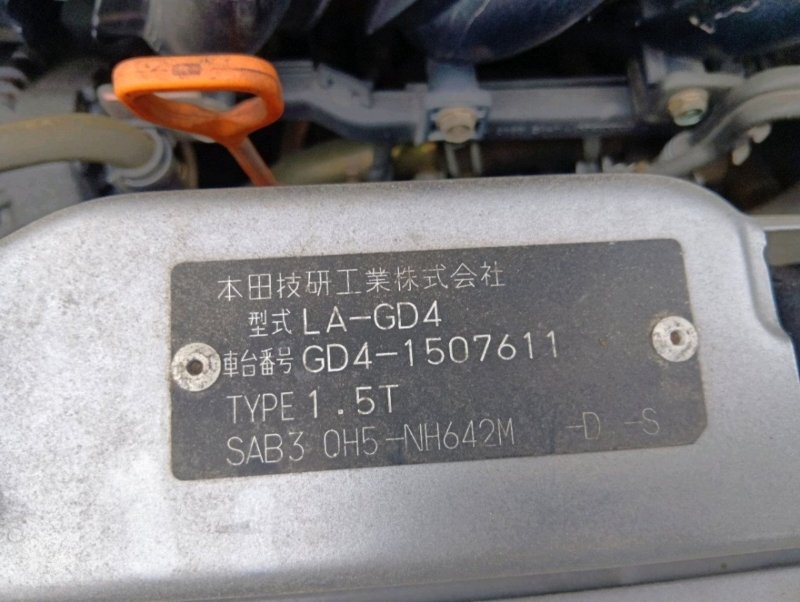 本田技研工業株式会社
型式 LA-GD4
車台番号 GD4-1507611
TYPE 1.5T
SAB3 0H5-NH642M -D -S